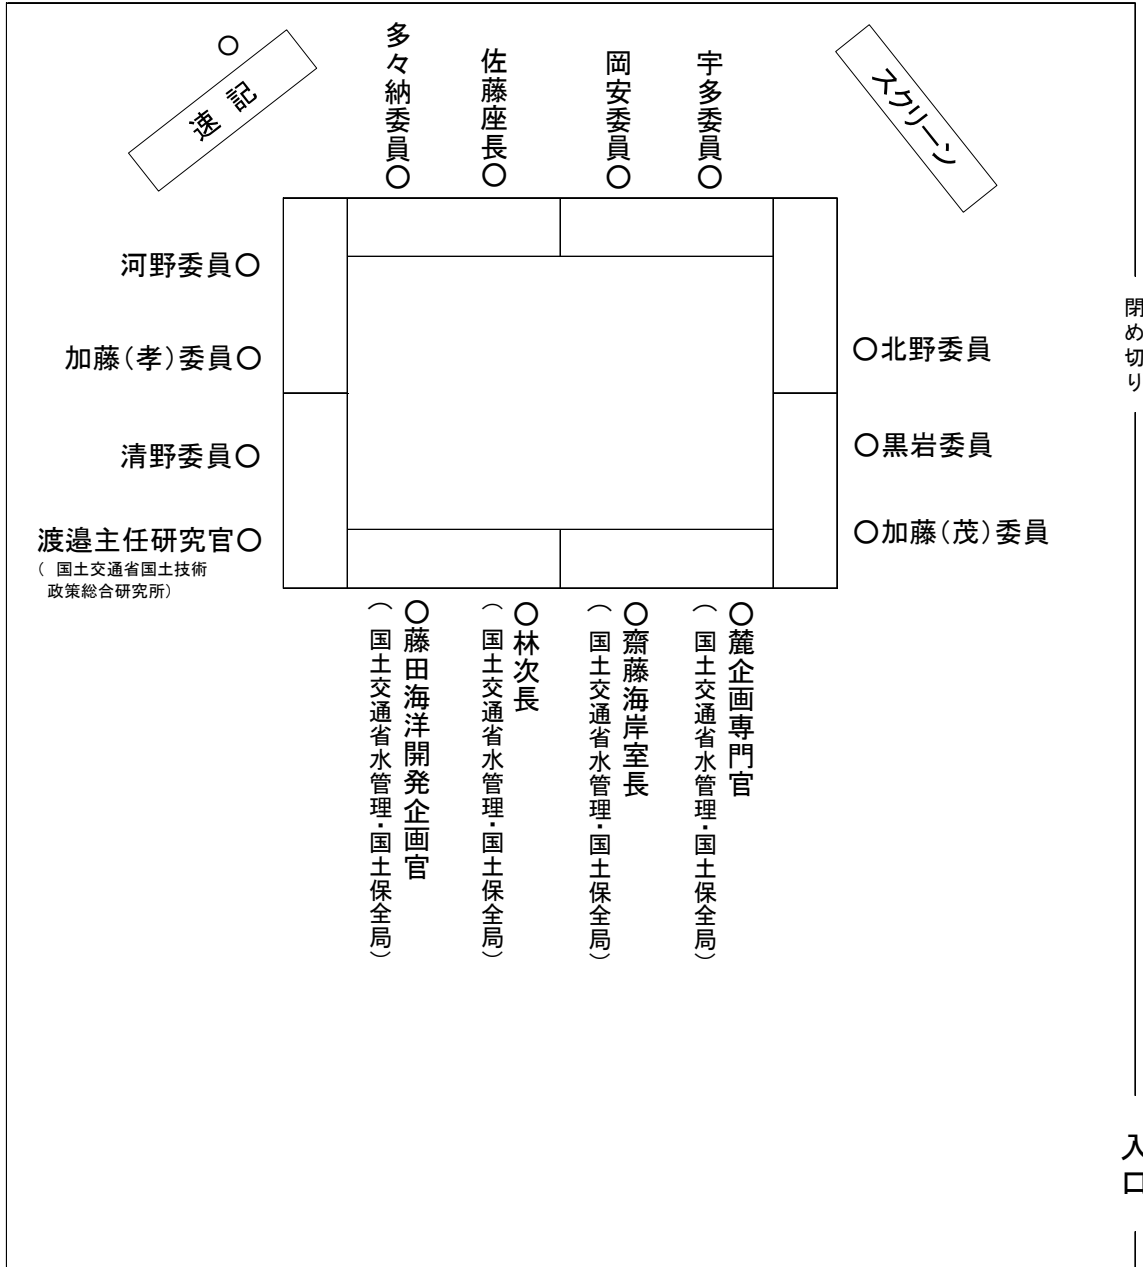 速記
多々納委員○
佐藤座長○
岡安委員○
宇多委員○
スクリーン
河野委員○
加藤(孝)委員○
清野委員○
渡邉主任研究官○
( 国土交通省国土技術
政策総合研究所)
○北野委員
○黒岩委員
○加藤(茂)委員
閉め切り
○藤田海洋開発企画官
( 国土交通省水管理・国土保全局)
○林次長
( 国土交通省水管理・国土保全局)
○齋藤海岸室長
( 国土交通省水管理・国土保全局)
○麓企画専門官
( 国土交通省水管理・国土保全局)
入口